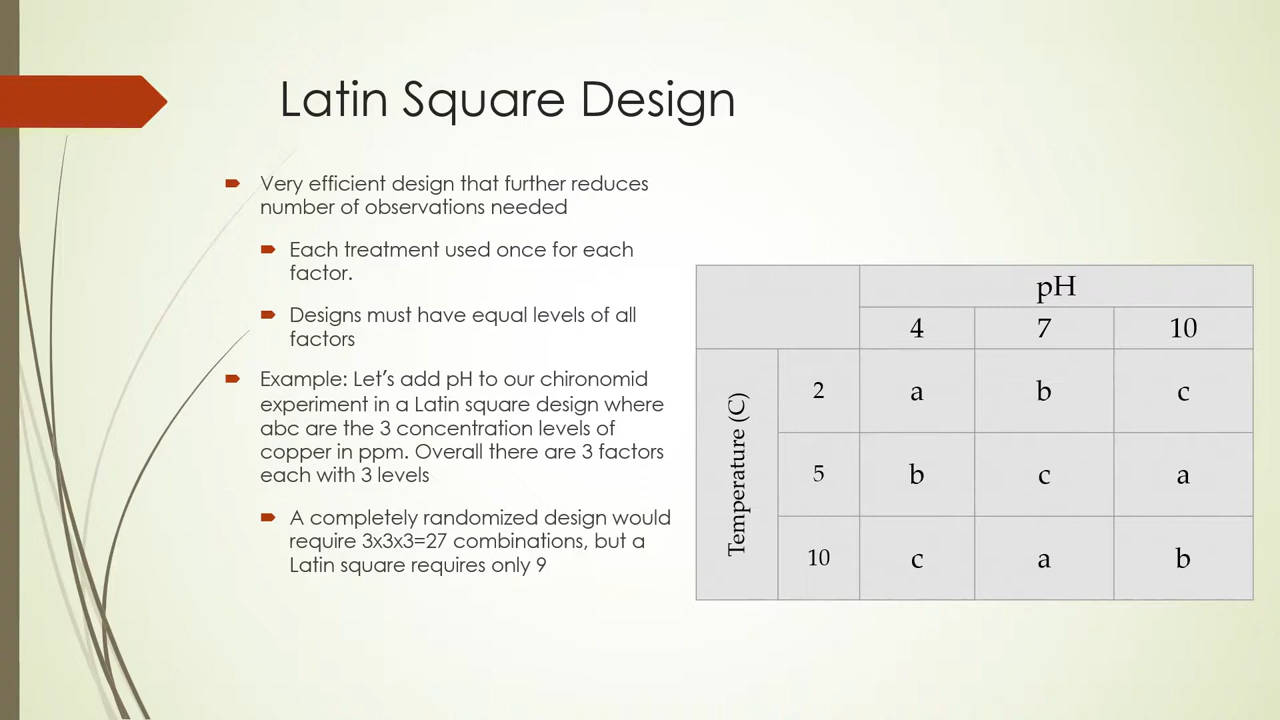 Latin Square Design
Very efficient design that further reduces
number of observations needed
Each treatment used once for each
factor.
Designs must have equal levels of all
factors
Example: Let’s add pH to our chironomid
experiment in a Latin square design where
abc are the 3 concentration levels of
copper in ppm. Overall there are 3 factors
each with 3 levels
A completely randomized design would
require 3x3x3=27 combinations, but a
Latin square requires only 9
pH
4 7 10
Temperature (C)
2 a b c
5 b c a
10 c a b